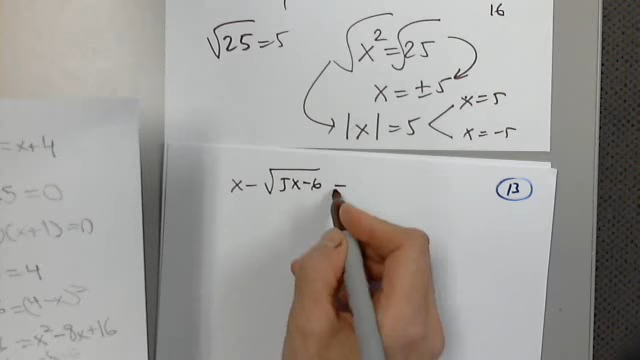 16
√25 = 5
√x² = √25
x = ±5
|x| = 5
x = 5
x = -5
x - √5x-6 -
13
= x+4
5 = 0
)(x+1) = 0
= 4
= (4-x)²
= x² - 8x + 16